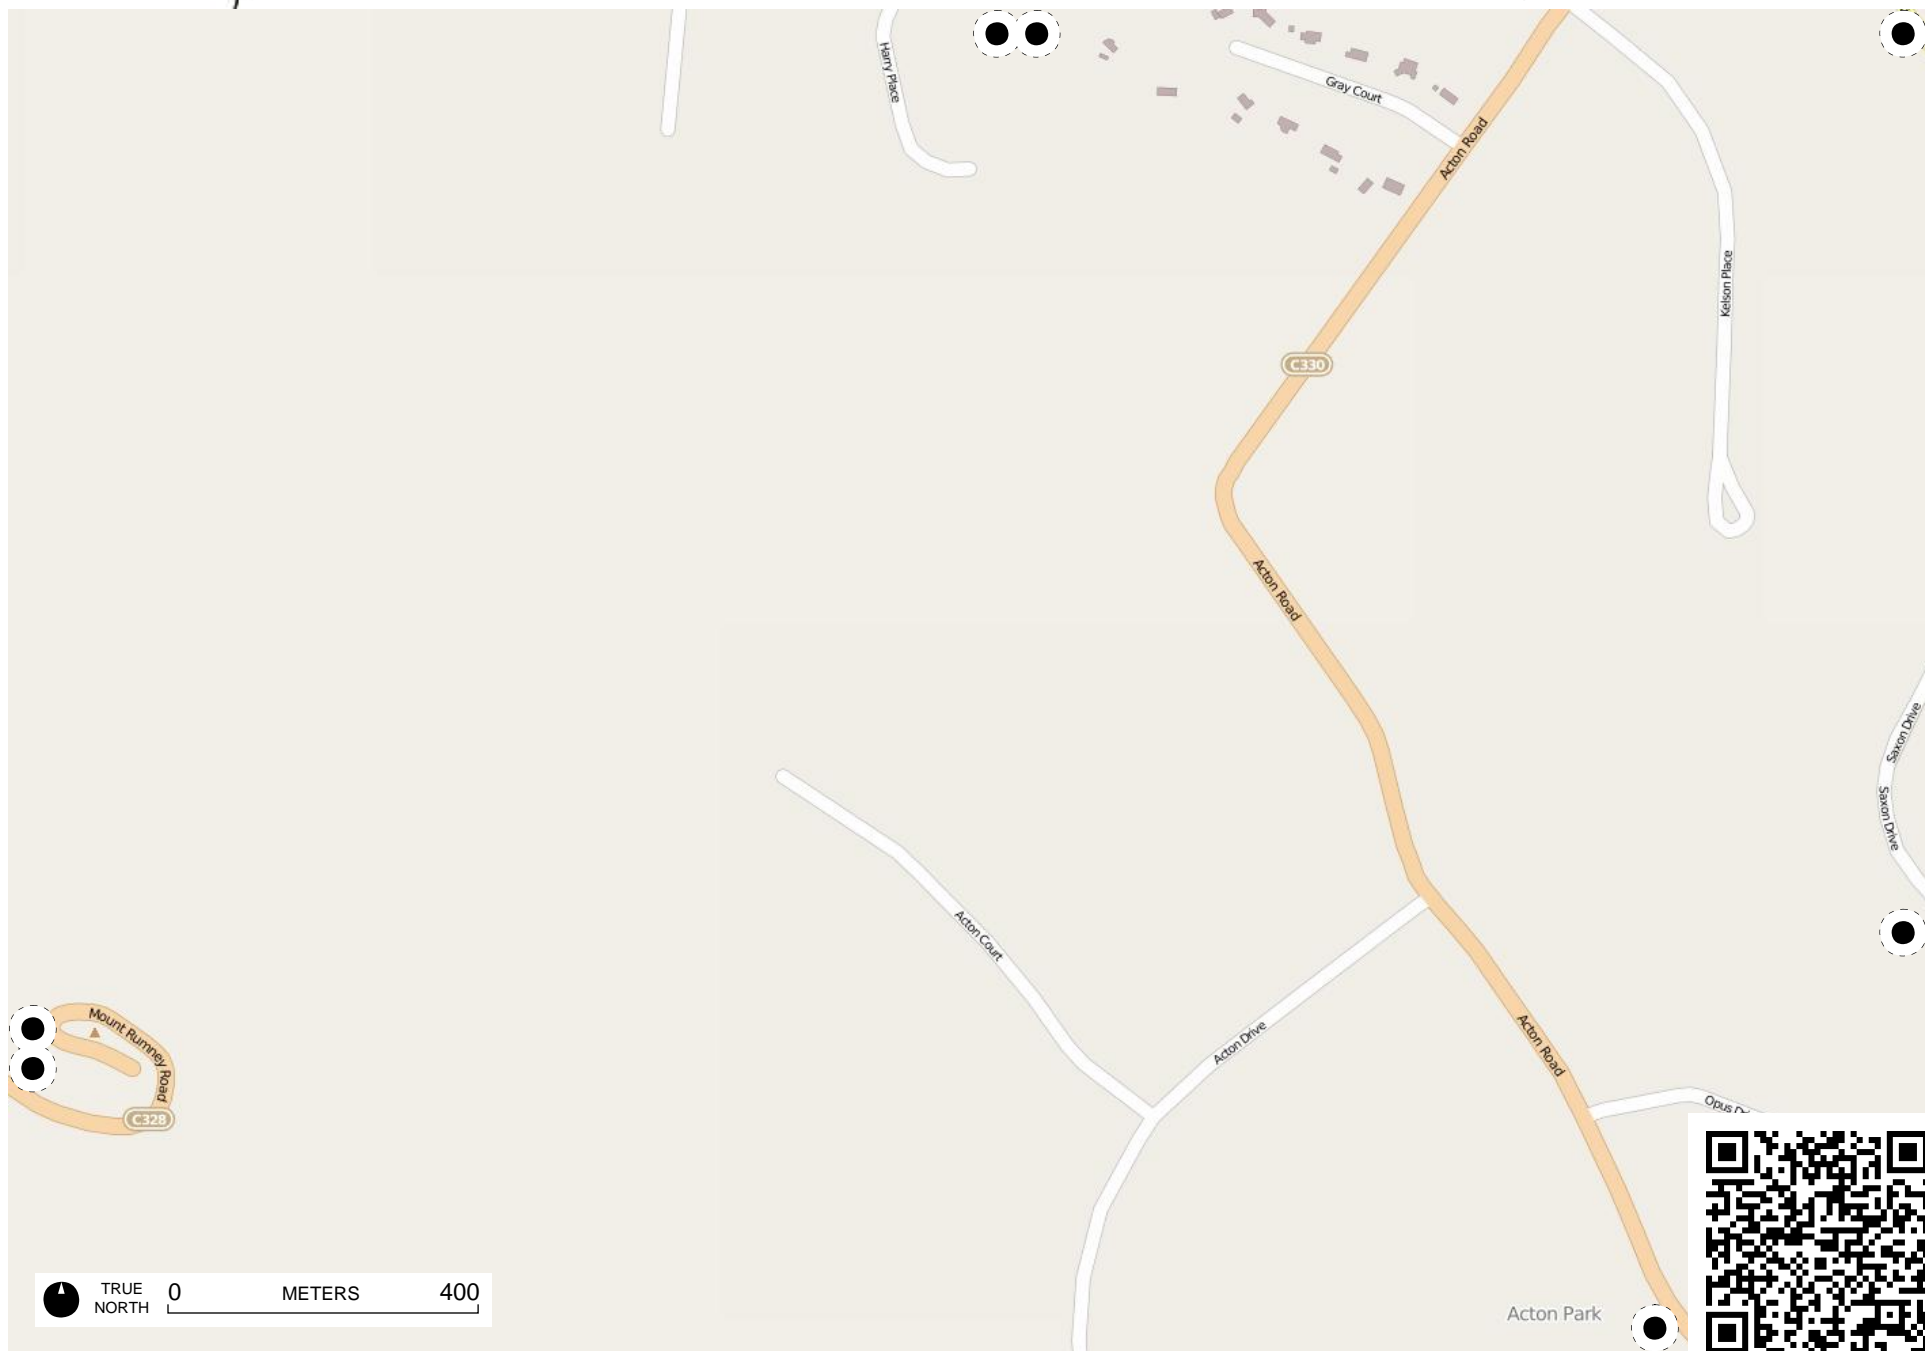 Harry Place
Gray Court
Acton Road
Kelson Place
C330
Acton Road
Saxon Drive
Saxon Drive
Acton Court
Mount Rumney Road
Acton Drive
Acton Road
Opus
C328
TRUE
NORTH
0 METERS 400
Acton Park